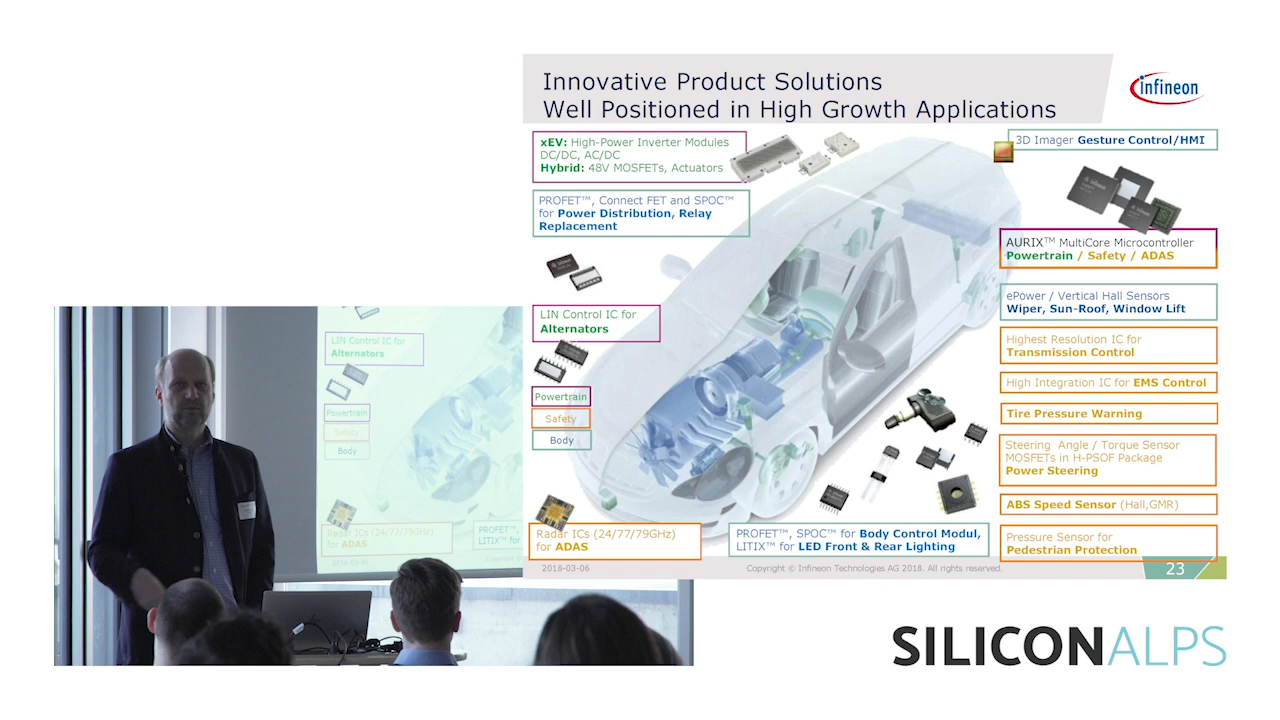 Innovative Product Solutions
Well Positioned in High Growth Applications
infineon
xEV: High-Power Inverter Modules
DC/DC, AC/DC
Hybrid: 48V MOSFETs, Actuators
PROFET™, Connect FET and SPOC™
for Power Distribution, Relay
Replacement
LIN Control IC for
Alternators
Powertrain
Safety
Body
Radar ICs (24/77/79GHz)
for ADAS
PROFET™, SPOC™ for Body Control Modul,
LITIX™ for LED Front & Rear Lighting
3D Imager Gesture Control/HMI
AURIX™ MultiCore Microcontroller
Powertrain / Safety / ADAS
ePower / Vertical Hall Sensors
Wiper, Sun-Roof, Window Lift
Highest Resolution IC for
Transmission Control
High Integration IC for EMS Control
Tire Pressure Warning
Steering Angle / Torque Sensor
MOSFETs in H-PSOF Package
Power Steering
ABS Speed Sensor (Hall,GMR)
Pressure Sensor for
Pedestrian Protection
2018-03-06
Copyright © Infineon Technologies AG 2018. All rights reserved.
23
LIN Control IC for
Alternators
Powertrain
Safety
Body
Radar ICs (24/77/79GHz)
for ADAS
PROFET™,
LITIX™ for
2018-03-06
SILICONALPS